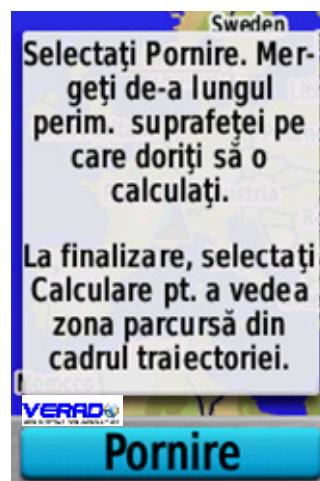 Sweden
Selectaţi Pornire. Mer-
geţi de-a lungul
perim. suprafeţei pe
care doriţi să o
calculaţi.
La finalizare, selectaţi
Calculare pt. a vedea
zona parcursă din
cadrul traiectoriei.
Morocco
VERADO
Pornire